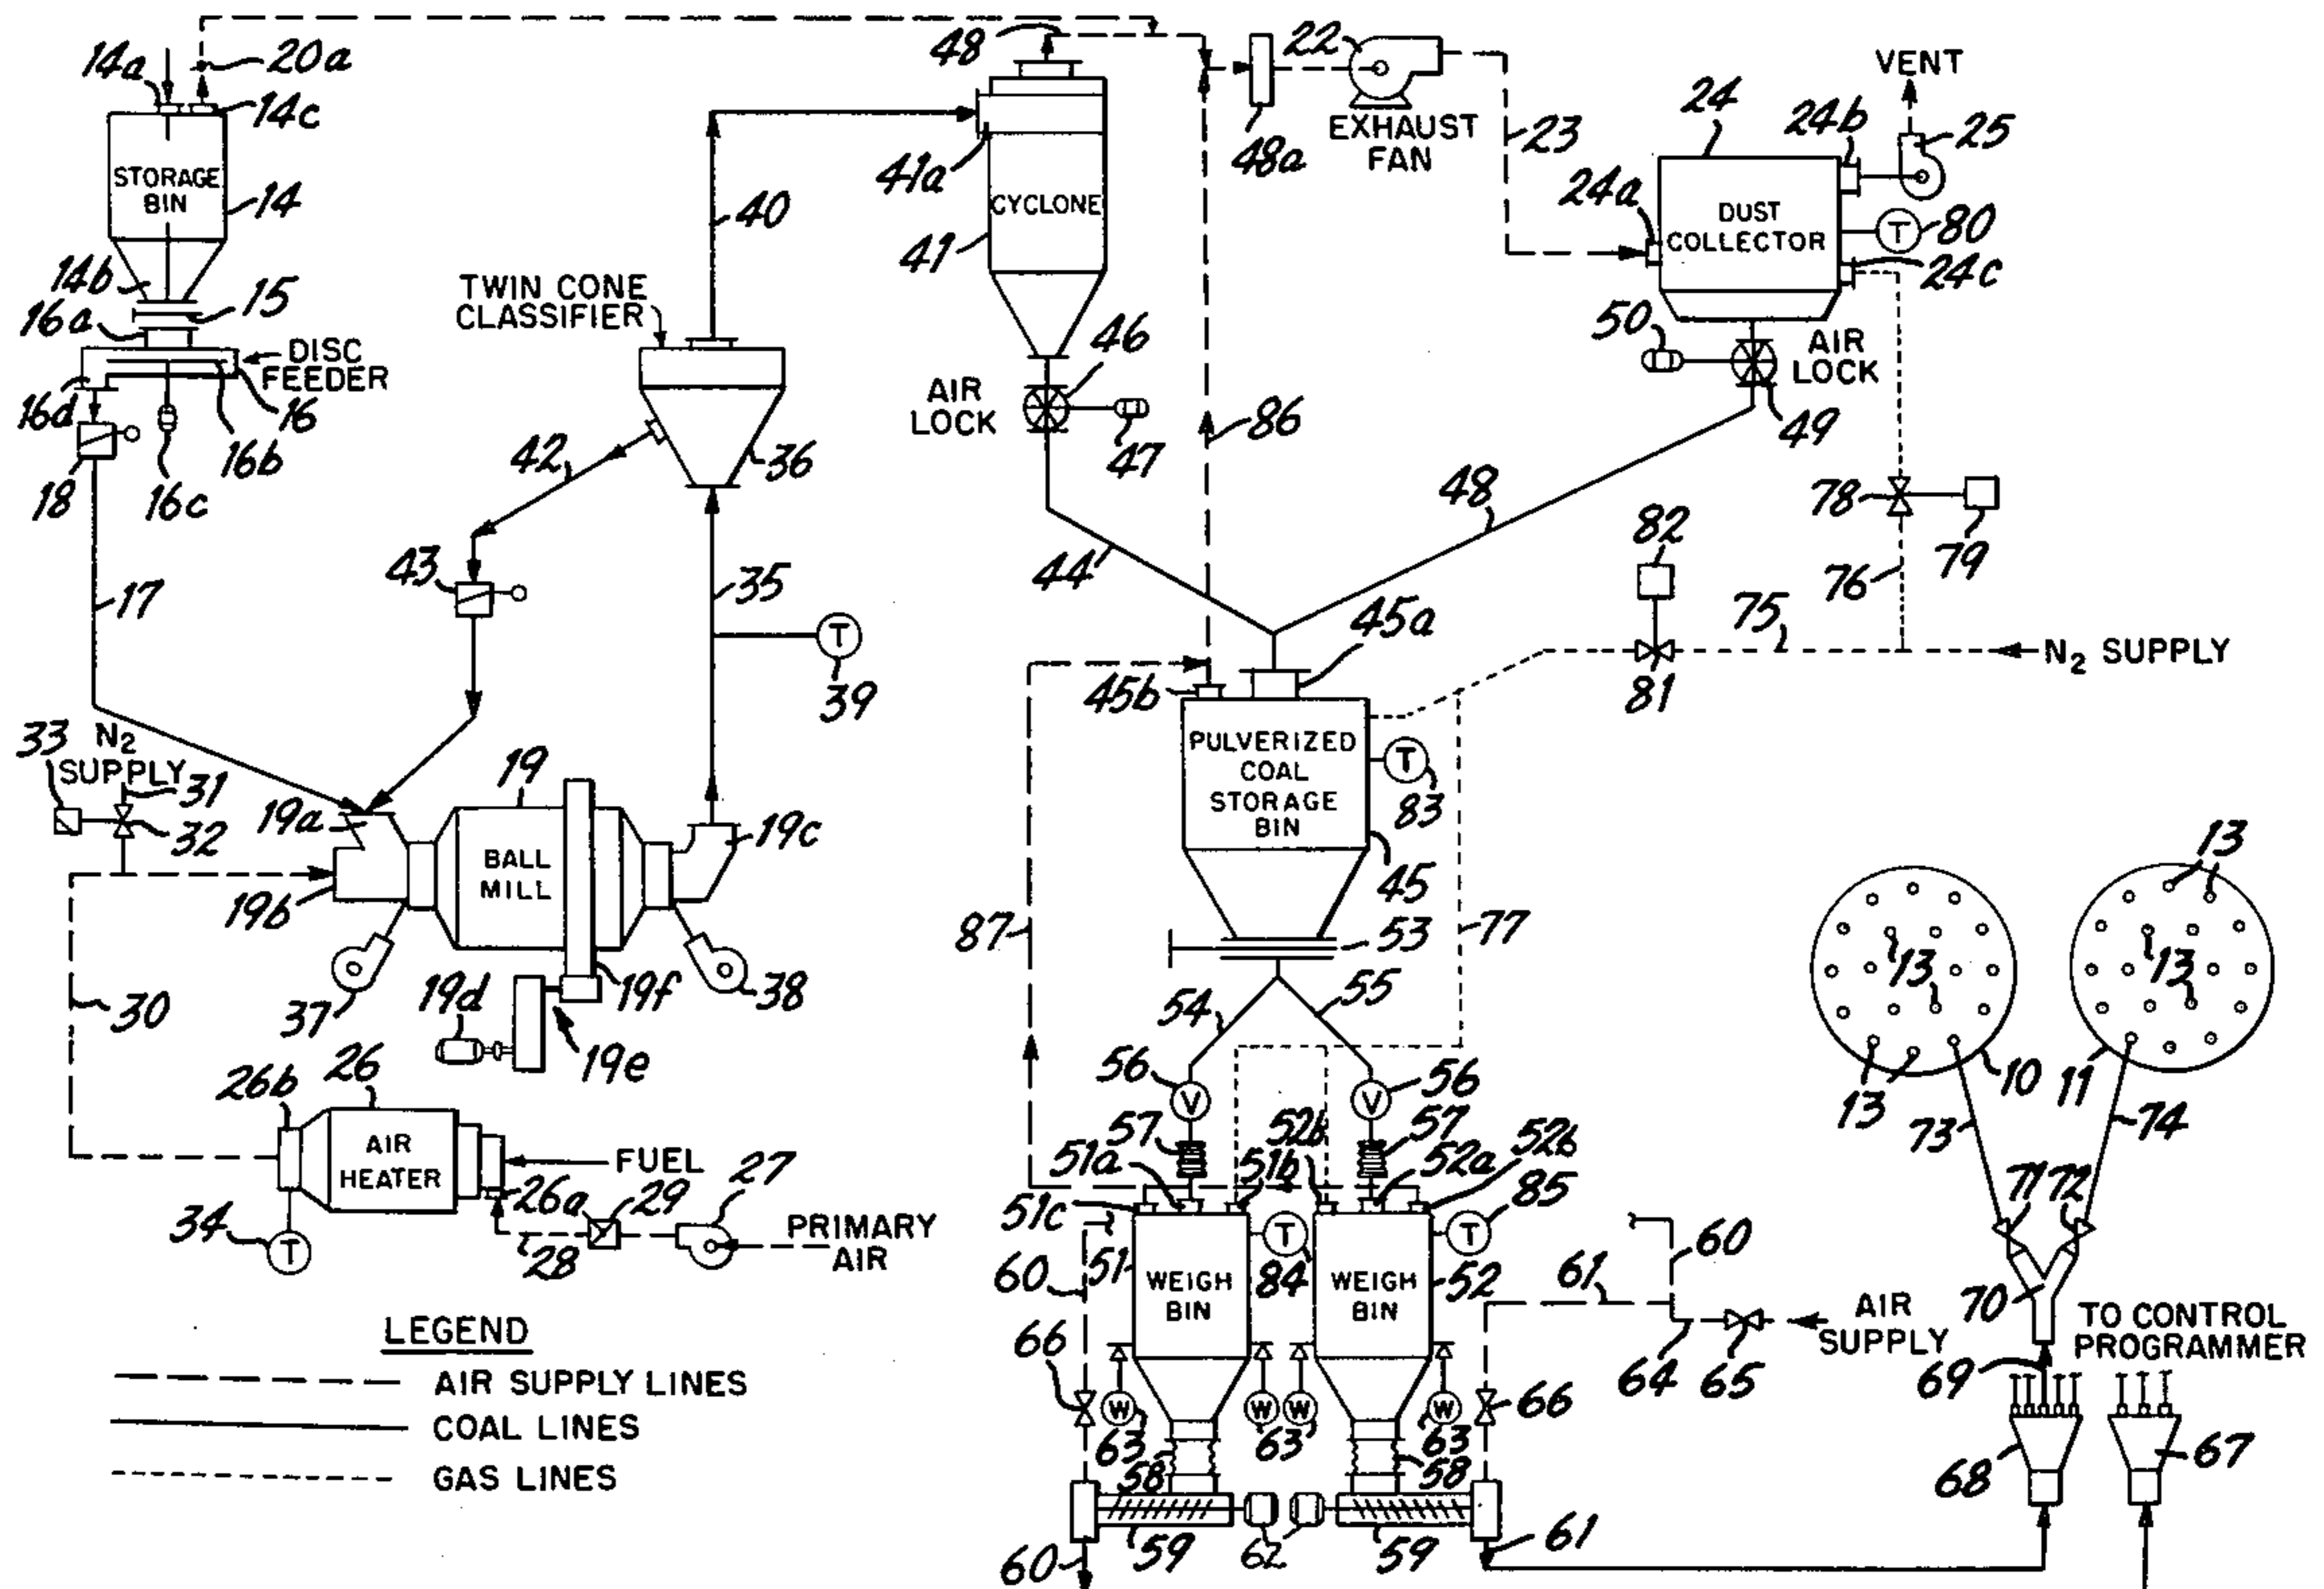 48
22
VENT
14a
20a
14c
STORAGE
BIN
14
14b
15
16a
DISC
FEEDER
16d
16
16b
16c
18
17
TWIN CONE
CLASSIFIER
36
40
41a
CYCLONE
41
42
43
35
T
39
AIR
LOCK
46
47
44
86
48a
EXHAUST
FAN
23
24
24b
25
24a
DUST
COLLECTOR
T
80
24c
50
AIR
LOCK
49
48
78
79
82
76
75
N2 SUPPLY
81
45a
45b
PULVERIZED
COAL
STORAGE
BIN
T
83
45
33
N2
SUPPLY
31
32
19a
19
19c
BALL
MILL
19b
37
19d
19f
38
19e
30
26b
26
AIR
HEATER
FUEL
26a
29
27
34
T
28
PRIMARY
AIR
87
53
77
54
55
56
V
V
56
57
52b
57
51a
51b
52a
52b
51c
85
T
T
60
51
WEIGH
BIN
84
WEIGH
BIN
52
66
W
W
W
W
63
63
63
58
58
59
62
59
60
61
66
61
60
64
65
AIR
SUPPLY
13
13
13
13
10
11
73
74
71
72
70
TO CONTROL
PROGRAMMER
69
68
67
LEGEND
AIR SUPPLY LINES
COAL LINES
GAS LINES